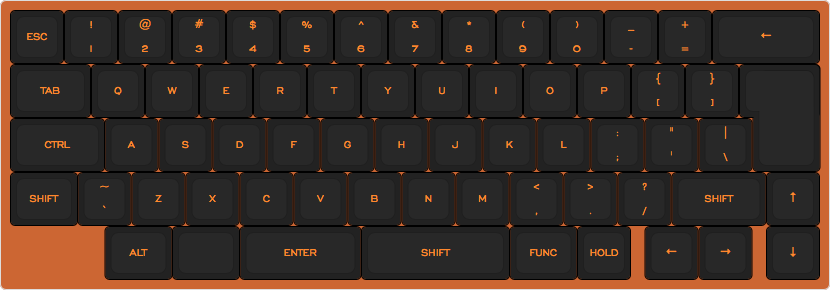 ESC ! @ # $ % ^ & * ( ) _ + ←
1 2 3 4 5 6 7 8 9 0 - =
TAB Q W E R T Y U I O P { }
[ ]
CTRL A S D F G H J K L : " |
; ' \
SHIFT ~ Z X C V B N M < > ? SHIFT ↑
` , . /
ALT ENTER SHIFT FUNC HOLD ← → ↓